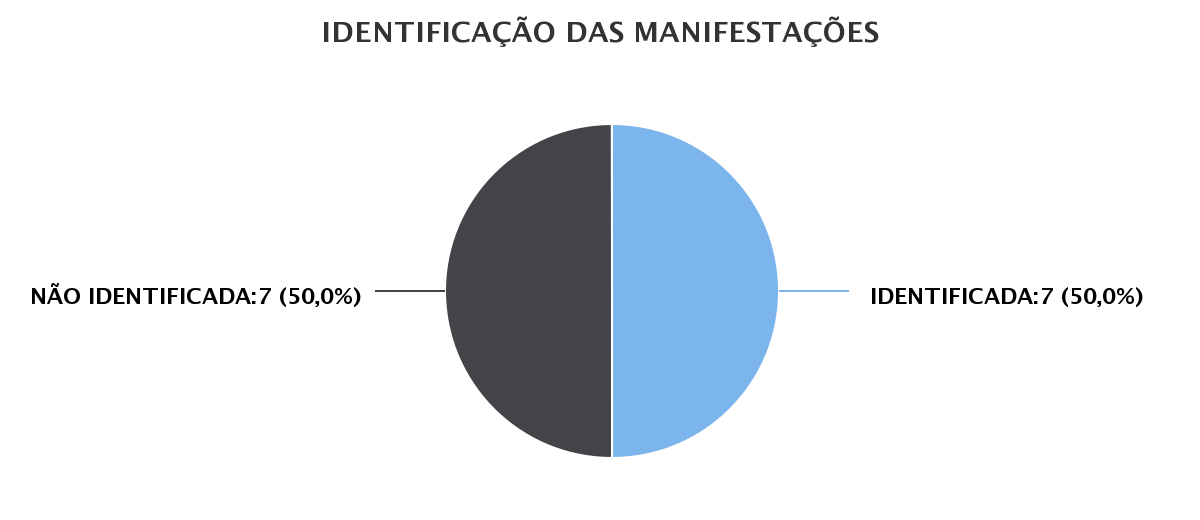 IDENTIFICAÇÃO DAS MANIFESTAÇÕES
NÃO IDENTIFICADA:7 (50,0%)
IDENTIFICADA:7 (50,0%)